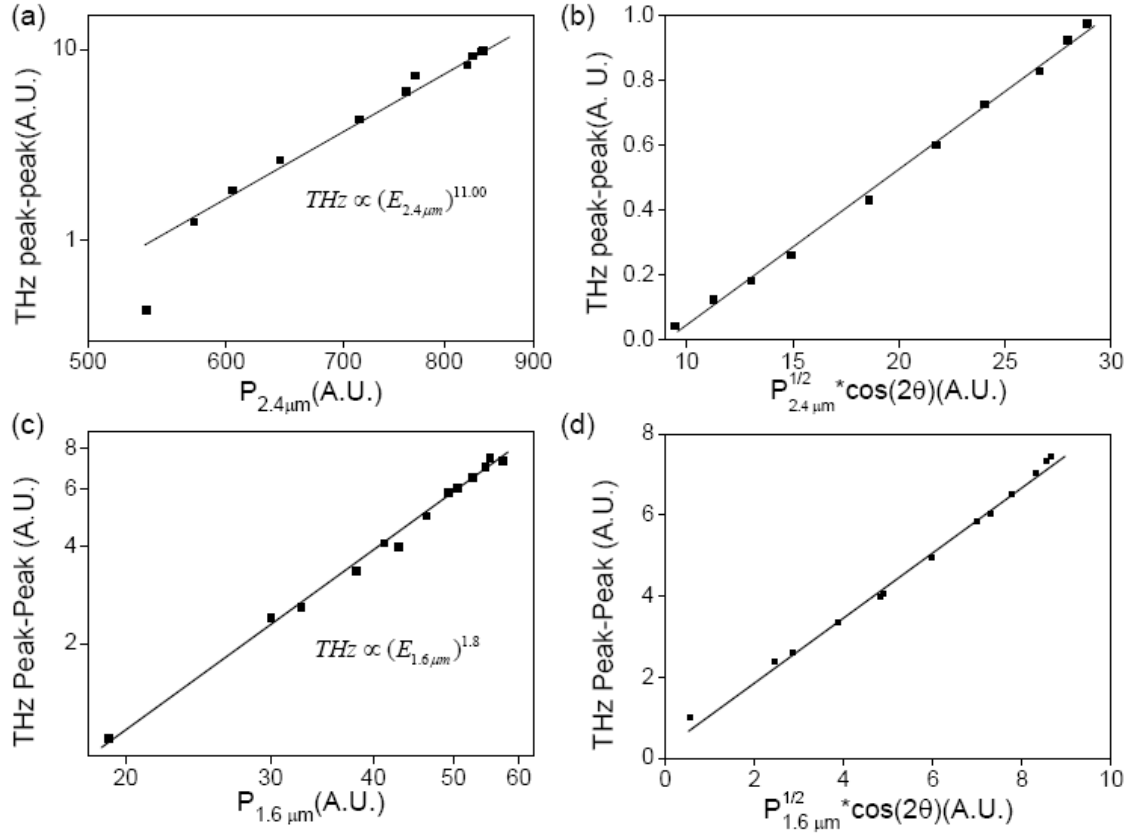 (a)
THz peak-peak(A.U.)
10
1
THz ∝ (E2.4μm)11.00
500 600 700 800 900
P2.4μm(A.U.)
(b)
THz peak-peak(A. U.)
1.0
0.8
0.6
0.4
0.2
0.0
10 15 20 25 30
P1/2 2.4 μm*cos(2θ)(A.U.)
(c)
THz Peak-Peak (A.U.)
8
6
4
2
THz ∝ (E1.6μm)1.8
20 30 40 50 60
P1.6 μm(A.U.)
(d)
THz Peak-Peak (A.U.)
8
6
4
2
0
0 2 4 6 8 10
P1/2 1.6 μm*cos(2θ)(A.U.)